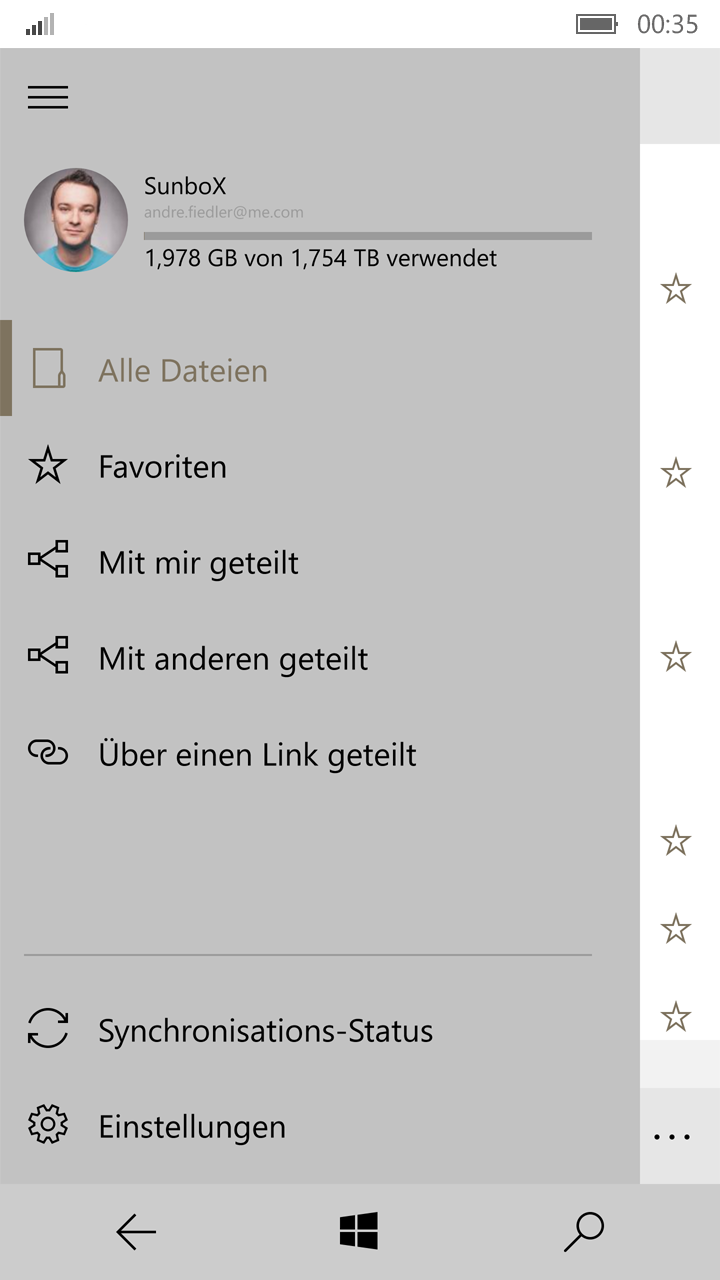 00:35
SunboX
andre.fiedler@me.com
1,978 GB von 1,754 TB verwendet
Alle Dateien
Favoriten
Mit mir geteilt
Mit anderen geteilt
Über einen Link geteilt
Synchronisations-Status
Einstellungen